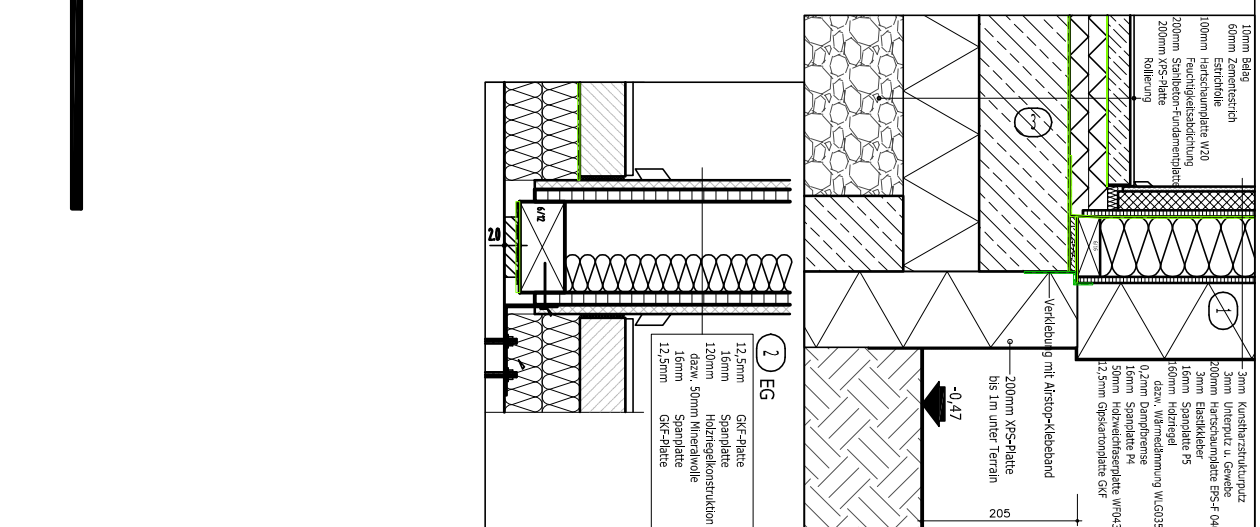 10mm Belag
60mm Zementestrich
Estrichfolie
100mm Hartschaumplatte W20
Feuchtigkeitsabdichtung
200mm Stahlbeton-Fundamentplatte
200mm XPS-Platte
Rollierung
3
6/12
2.0
6/16
1
3mm Kunstharzstrukturputz
3mm Unterputz u. Gewebe
200mm Hartschaumplatte EPS-F 04
3mm Elastikkleber
16mm Spanplatte P5
160mm Holzriegel
dazw. Wärmedämmung WLG035
0,2mm Dampfbremse
16mm Spanplatte P4
50mm Holzweichfaserplatte WF043
12,5mm Gipskartonplatte GKF
Verklebung mit Airstop-Klebeband
200mm XPS-Platte
bis 1m unter Terrain
-0,47
205
2 EG
12,5mm GKF-Platte
16mm Spanplatte
120mm Holzriegelkonstruktion
dazw. 50mm Mineralwolle
16mm Spanplatte
12,5mm GKF-Platte